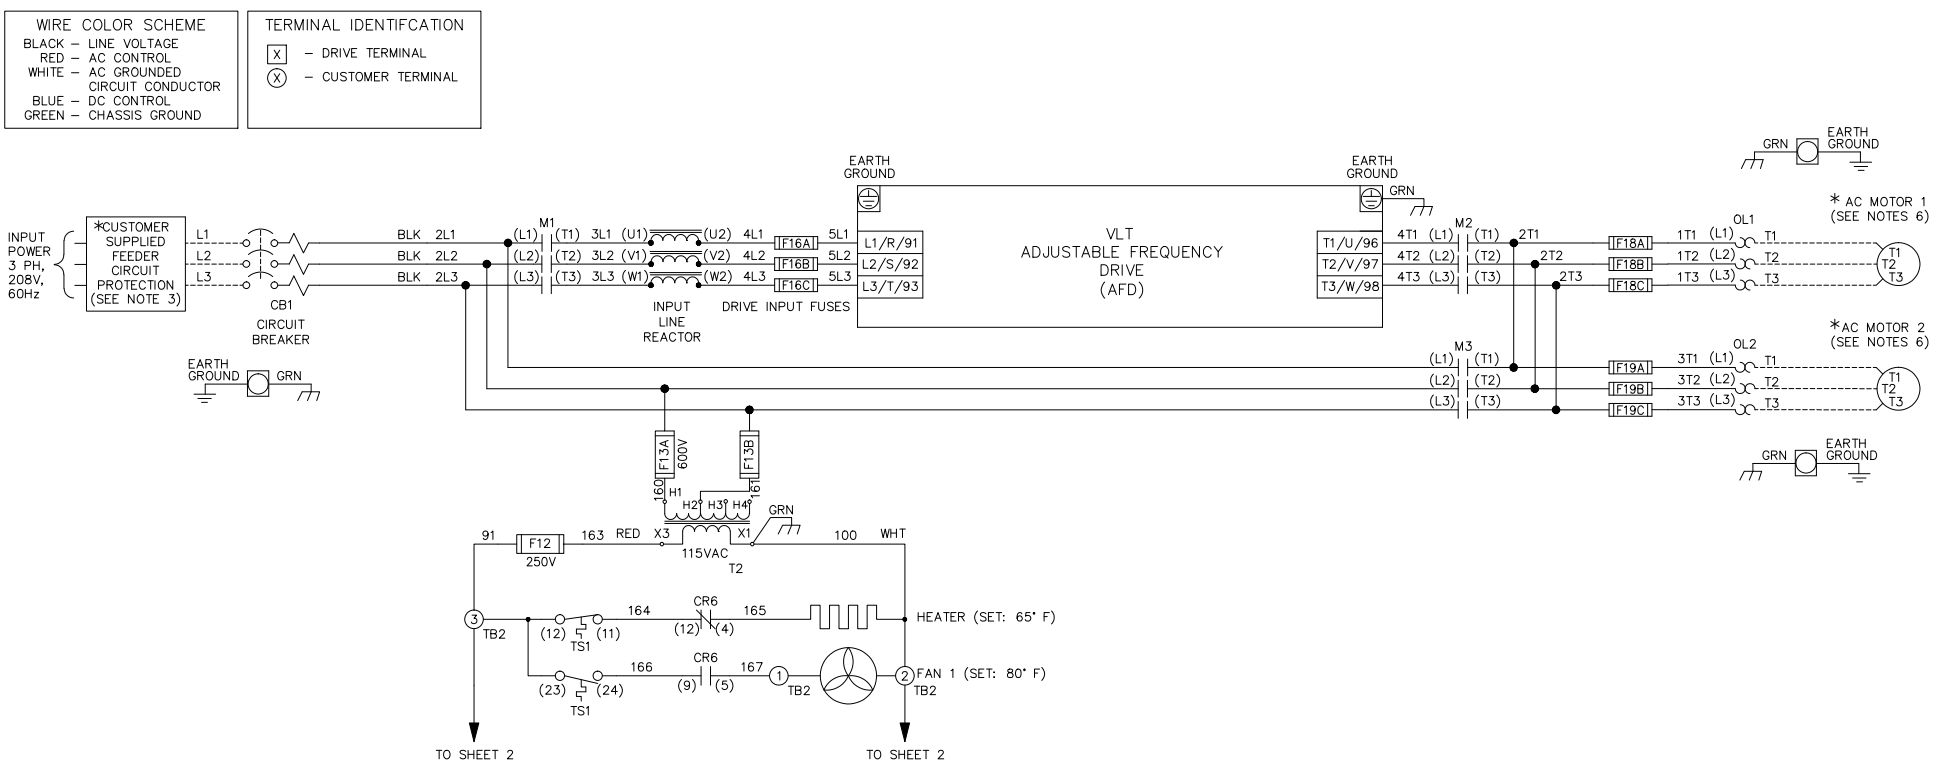 WIRE COLOR SCHEME
BLACK – LINE VOLTAGE
RED – AC CONTROL
WHITE – AC GROUNDED
CIRCUIT CONDUCTOR
BLUE – DC CONTROL
GREEN – CHASSIS GROUND
TERMINAL IDENTIFCATION
X – DRIVE TERMINAL
X – CUSTOMER TERMINAL
INPUT
POWER
3 PH,
208V,
60Hz
*CUSTOMER
SUPPLIED
FEEDER
CIRCUIT
PROTECTION
(SEE NOTE 3)
L1
L2
L3
CB1
CIRCUIT
BREAKER
EARTH
GROUND
GRN
BLK 2L1
BLK 2L2
BLK 2L3
M1
(L1) (T1) 3L1 (U1) (U2) 4L1 F16A 5L1
(L2) (T2) 3L2 (V1) (V2) 4L2 F16B 5L2
(L3) (T3) 3L3 (W1) (W2) 4L3 F16C 5L3
INPUT
LINE
REACTOR
DRIVE INPUT FUSES
EARTH
GROUND
L1/R/91
L2/S/92
L3/T/93
VLT
ADJUSTABLE FREQUENCY
DRIVE
(AFD)
EARTH
GROUND
GRN
T1/U/96
T2/V/97
T3/W/98
M2
4T1 (L1) (T1) 2T1 F18A 1T1 (L1) T1
4T2 (L2) (T2) 2T2 F18B 1T2 (L2) T2
4T3 (L3) (T3) 2T3 F18C 1T3 (L3) T3
OL1
GRN
EARTH
GROUND
* AC MOTOR 1
(SEE NOTES 6)
T1
T2
T3
M3
(L1) (T1) F19A 3T1 (L1) T1
(L2) (T2) F19B 3T2 (L2) T2
(L3) (T3) F19C 3T3 (L3) T3
OL2
*AC MOTOR 2
(SEE NOTES 6)
T1
T2
T3
GRN
EARTH
GROUND
F13A
600V
F13B
160
161
H1
H2 H3 H4
GRN
91 F12 163 RED X3 X1 100 WHT
250V
115VAC
T2
3
TB2
(12) (11)
TS1
164
CR6
(12) (4)
165
HEATER (SET: 65° F)
(23) (24)
TS1
166
CR6
(9) (5)
167
1
TB2
2
TB2
FAN 1 (SET: 80° F)
TO SHEET 2
TO SHEET 2